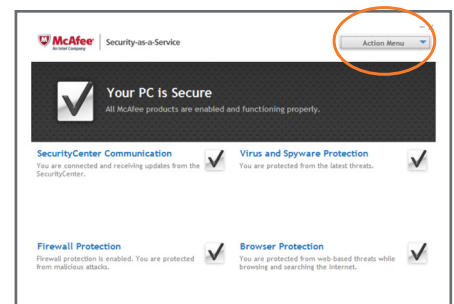 McAfee
An Intel Company
Security-as-a-Service
Action Menu
Your PC is Secure
All McAfee products are enabled and functioning properly.
SecurityCenter Communication
You are connected and receiving updates from the
SecurityCenter.
Virus and Spyware Protection
You are protected from the latest threats.
Firewall Protection
Firewall protection is enabled. You are protected
from malicious attacks.
Browser Protection
You are protected from web-based threats while
browsing and searching the Internet.